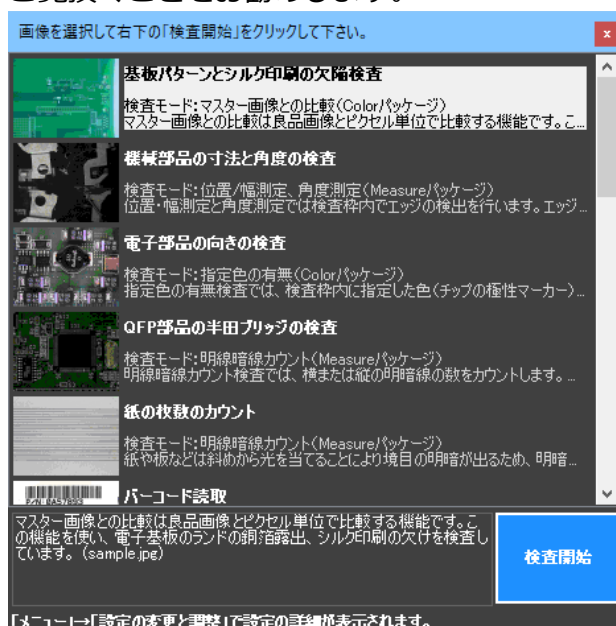 画像を選択して右下の「検査開始」をクリックして下さい。
x
基板パターンとシルク印刷の欠陥検査
検査モード:マスター画像との比較(Colorパッケージ)
マスター画像との比較は良品画像とピクセル単位で比較する機能です。こ...
機械部品の寸法と角度の検査
検査モード:位置/幅測定、角度測定(Measureパッケージ)
位置・幅測定と角度測定では検査枠内でエッジの検出を行います。エッジ...
電子部品の向きの検査
検査モード:指定色の有無(Colorパッケージ)
指定色の有無検査では、検査枠内に指定した色(チップの極性マーカー)...
QFP部品の半田ブリッジの検査
検査モード:明線暗線カウント(Measureパッケージ)
明線暗線カウント検査では、横または縦の明暗線の数をカウントします。...
紙の枚数のカウント
検査モード:明線暗線カウント(Measureパッケージ)
紙や板などは斜めから光を当てることにより境目の明暗が出るため、明暗...
バーコード読取
マスター画像との比較は良品画像とピクセル単位で比較する機能です。こ
の機能を使い、電子基板のランドの銅箔露出、シルク印刷の欠けを検査し
ています。(sample.jpg)
検査開始
「メニュー」→「設定の変更と調整」で設定の詳細が表示されます。